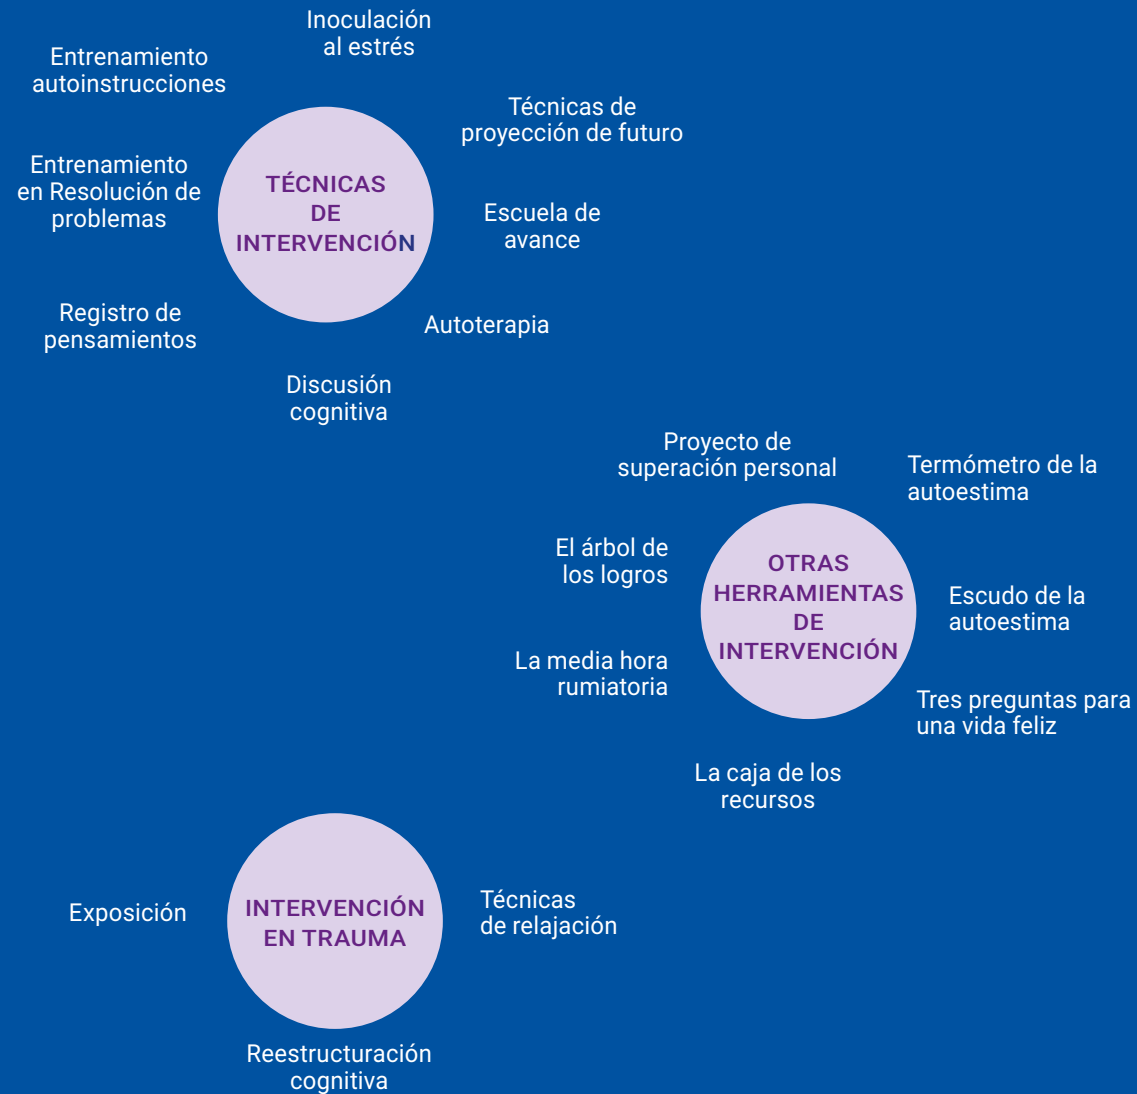 Inoculación
al estrés
Entrenamiento
autoinstrucciones
Técnicas de
proyección de futuro
Entrenamiento
en Resolución de
problemas
TÉCNICAS
DE
INTERVENCIÓN
Escuela de
avance
Registro de
pensamientos
Autoterapia
Discusión
cognitiva
Proyecto de
superación personal
Termómetro de la
autoestima
El árbol de
los logros
OTRAS
HERRAMIENTAS
DE
INTERVENCIÓN
Escudo de la
autoestima
La media hora
rumiatoria
Tres preguntas para
una vida feliz
La caja de los
recursos
Exposición
INTERVENCIÓN
EN TRAUMA
Técnicas
de relajación
Reestructuración
cognitiva